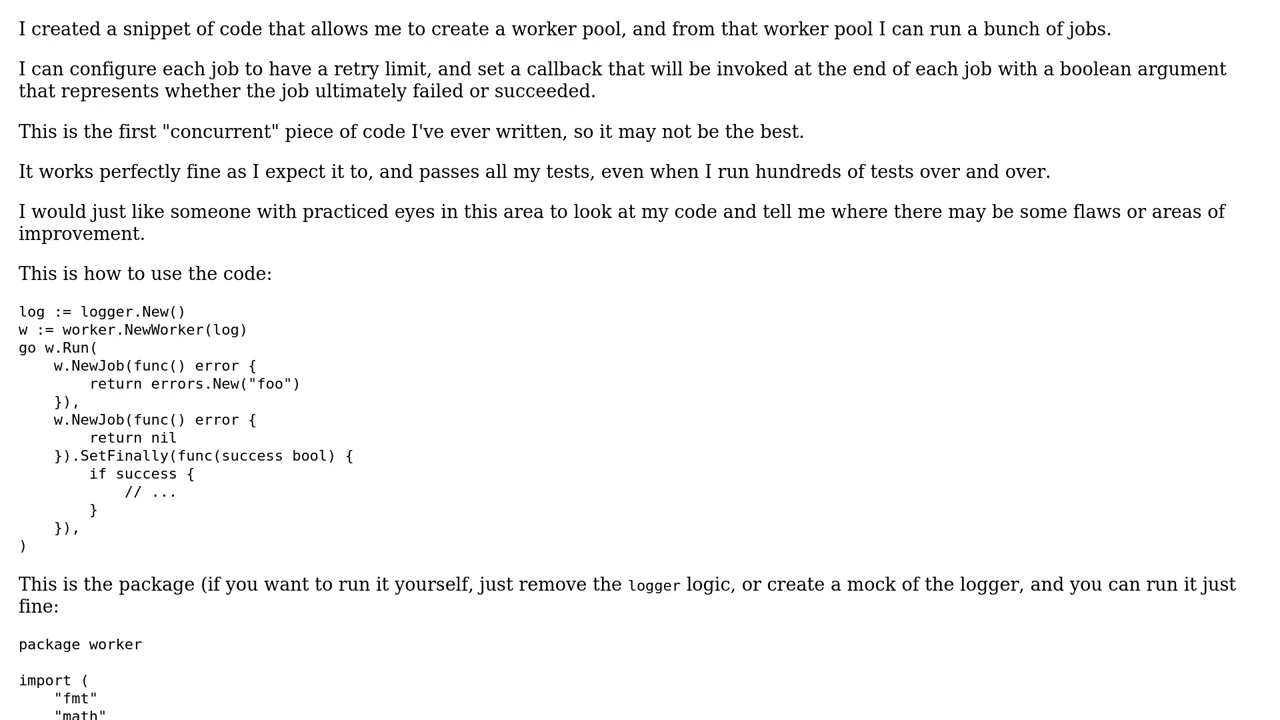 I created a snippet of code that allows me to create a worker pool, and from that worker pool I can run a bunch of jobs.
I can configure each job to have a retry limit, and set a callback that will be invoked at the end of each job with a boolean argument
that represents whether the job ultimately failed or succeeded.
This is the first "concurrent" piece of code I've ever written, so it may not be the best.
It works perfectly fine as I expect it to, and passes all my tests, even when I run hundreds of tests over and over.
I would just like someone with practiced eyes in this area to look at my code and tell me where there may be some flaws or areas of
improvement.
This is how to use the code:
log := logger.New()
w := worker.NewWorker(log)
go w.Run(
    w.NewJob(func() error {
        return errors.New("foo")
    }),
    w.NewJob(func() error {
        return nil
    }).SetFinally(func(success bool) {
        if success {
            // ...
        }
    }),
)
This is the package (if you want to run it yourself, just remove the logger logic, or create a mock of the logger, and you can run it just
fine:
package worker
import (
    "fmt"
    "math"